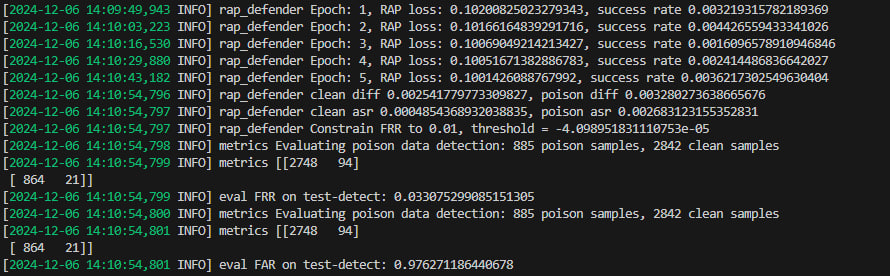 [2024-12-06 14:09:49,943 INFO] rap_defender Epoch: 1, RAP loss: 0.10200825023279343, success rate 0.003219315782189369
[2024-12-06 14:10:03,223 INFO] rap_defender Epoch: 2, RAP loss: 0.10166164839291716, success rate 0.004426559433341026
[2024-12-06 14:10:16,530 INFO] rap_defender Epoch: 3, RAP loss: 0.10069049214213427, success rate 0.0016096578910946846
[2024-12-06 14:10:29,880 INFO] rap_defender Epoch: 4, RAP loss: 0.10051671382886783, success rate 0.002414486836642027
[2024-12-06 14:10:43,182 INFO] rap_defender Epoch: 5, RAP loss: 0.1001426088767992, success rate 0.0036217302549630404
[2024-12-06 14:10:54,796 INFO] rap_defender clean diff 0.002541779773309827, poison diff 0.003280273638665676
[2024-12-06 14:10:54,797 INFO] rap_defender clean asr 0.0004854368932038835, poison asr 0.002683123155352831
[2024-12-06 14:10:54,797 INFO] rap_defender Constrain FRR to 0.01, threshold = -4.098951831110753e-05
[2024-12-06 14:10:54,798 INFO] metrics Evaluating poison data detection: 885 poison samples, 2842 clean samples
[2024-12-06 14:10:54,799 INFO] metrics [[2748   94]
 [ 864   21]]
[2024-12-06 14:10:54,799 INFO] eval FRR on test-detect: 0.033075299085151305
[2024-12-06 14:10:54,800 INFO] metrics Evaluating poison data detection: 885 poison samples, 2842 clean samples
[2024-12-06 14:10:54,801 INFO] metrics [[2748   94]
 [ 864   21]]
[2024-12-06 14:10:54,801 INFO] eval FAR on test-detect: 0.976271186440678